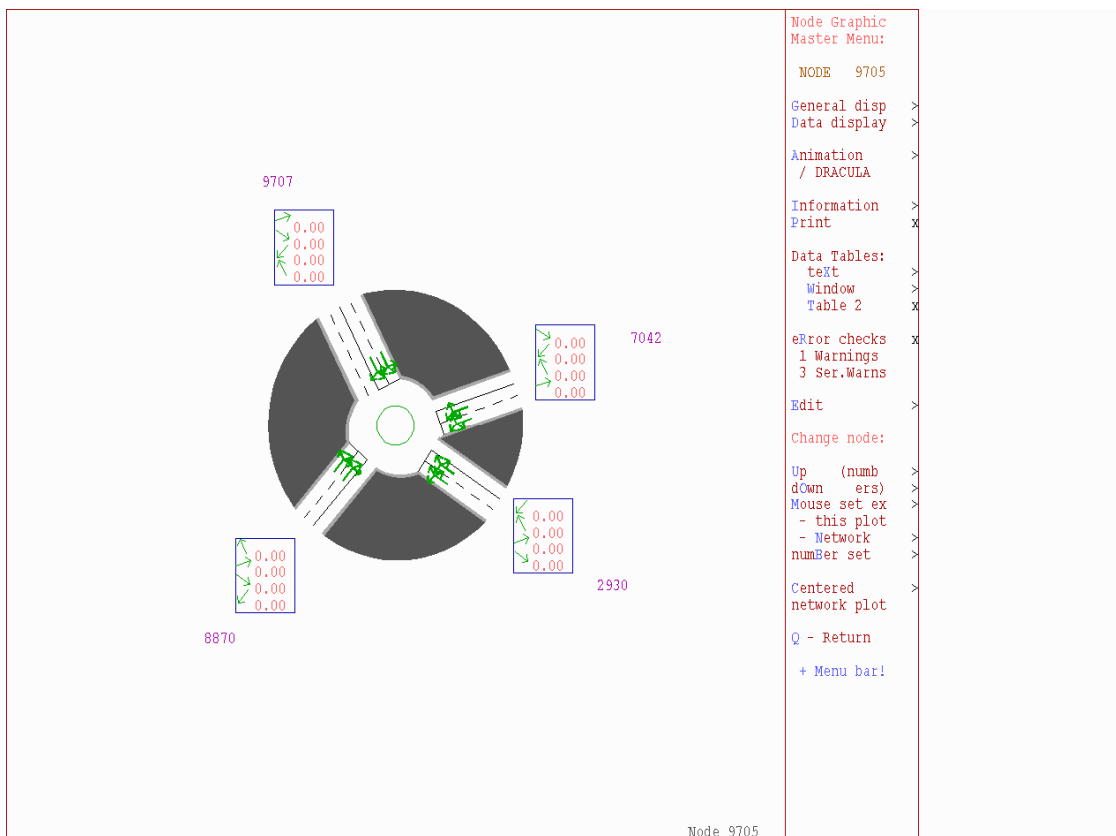 9707
0.00
0.00
0.00
0.00
7042
0.00
0.00
0.00
0.00
0.00
0.00
0.00
0.00
2930
0.00
0.00
0.00
0.00
8870
Node 9705
Node Graphic
Master Menu:
NODE 9705
General disp >
Data display >
Animation >
/ DRACULA
Information >
Print x
Data Tables:
teXt >
Window >
Table 2 x
eRror checks x
1 Warnings
3 Ser.Warns
Edit >
Change node:
Up (numb >
dOwn ers) >
Mouse set ex >
- this plot
- Network >
numBer set >
Centered >
network plot
Q - Return
+ Menu bar!